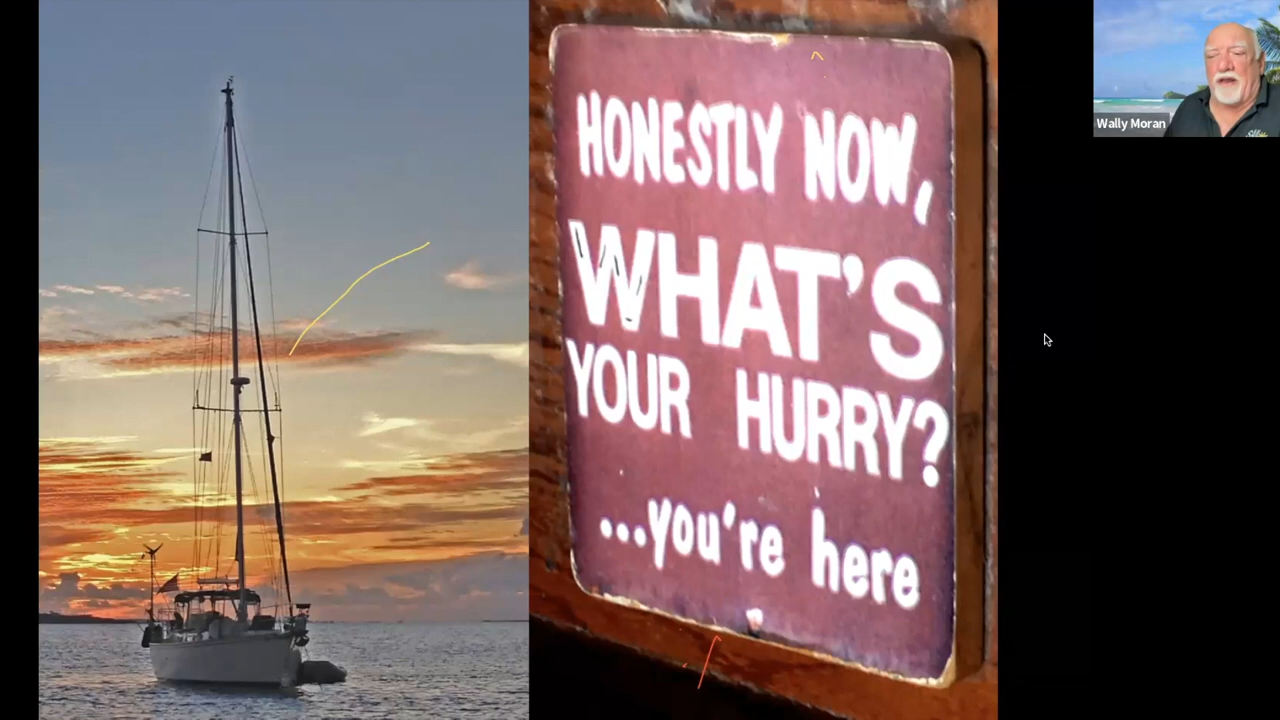 HONESTLY NOW,
WHAT'S
YOUR HURRY?
...you're here
Wally Moran